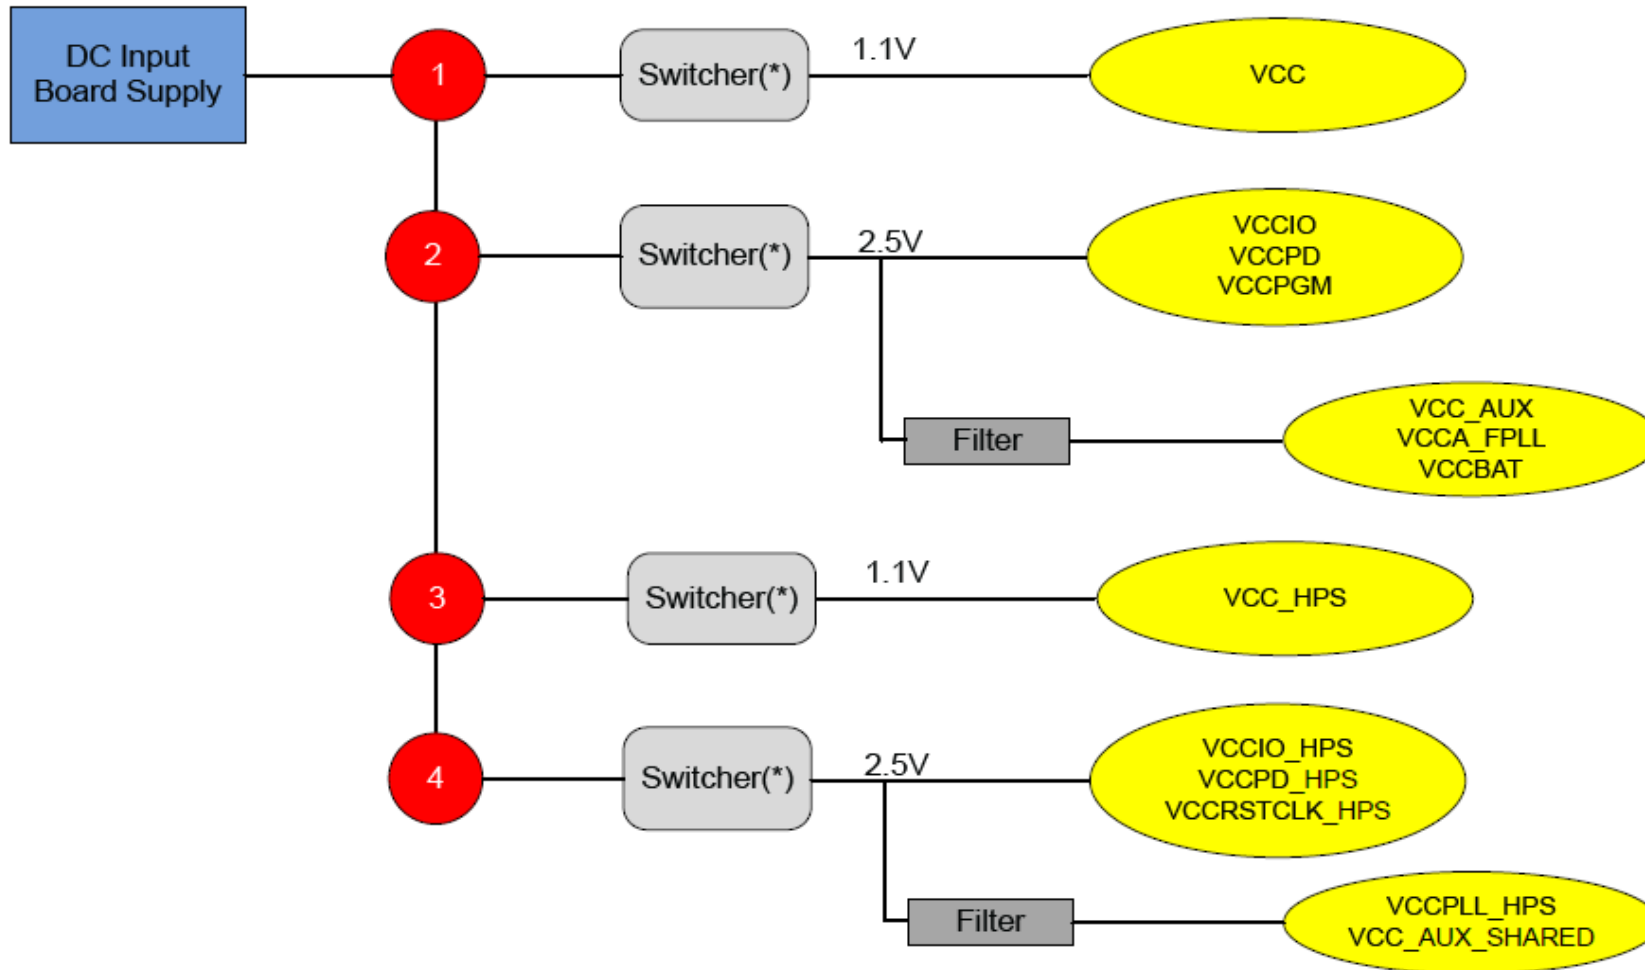 DC Input
Board Supply
1
Switcher(*)
1.1V
VCC
2
Switcher(*)
2.5V
VCCIO
VCCPD
VCCPGM
Filter
VCC_AUX
VCCA_FPLL
VCCBAT
3
Switcher(*)
1.1V
VCC_HPS
4
Switcher(*)
2.5V
VCCIO_HPS
VCCPD_HPS
VCCRSTCLK_HPS
Filter
VCCPLL_HPS
VCC_AUX_SHARED